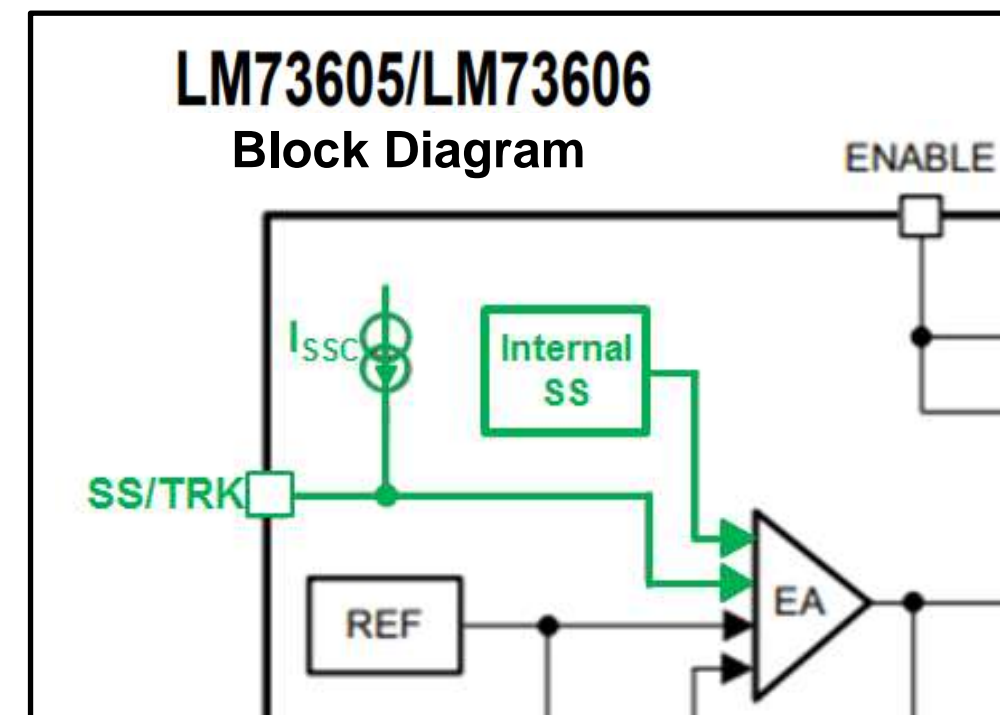 LM73605/LM73606
Block Diagram
ENABLE
ISSC
Internal
SS
SS/TRK
REF
EA